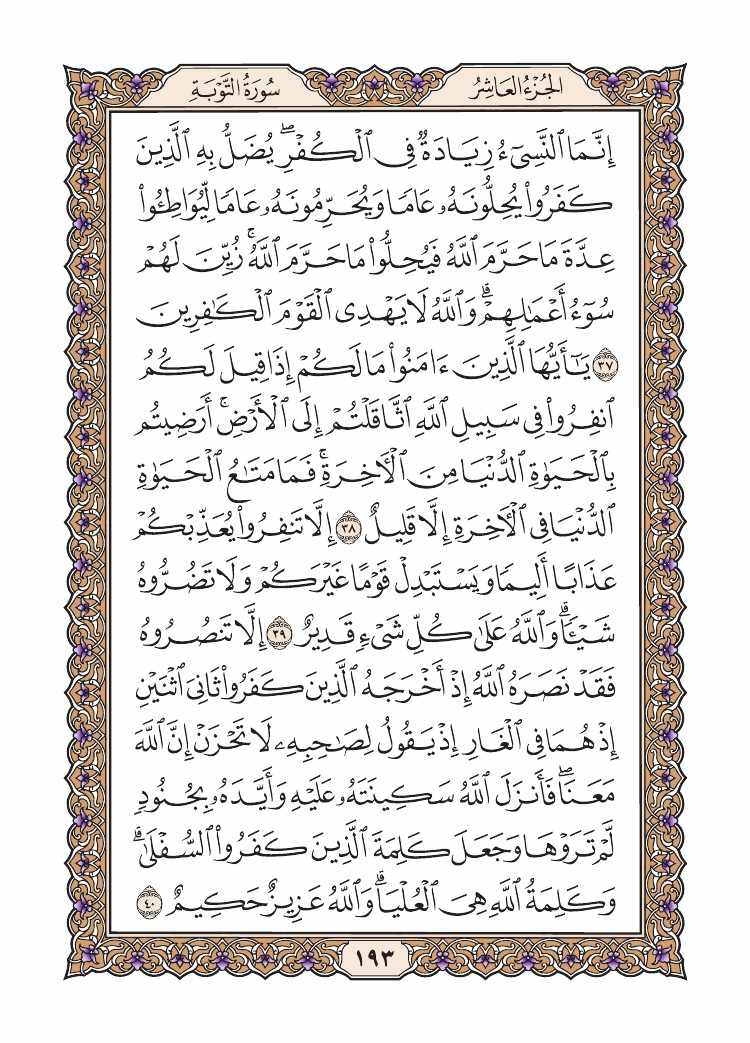 الجُزْءُ العَاشِرُ
سُورَةُ التَّوْبَةِ
إِنَّمَا ٱلنَّسِىٓءُ زِيَادَةٌ فِى ٱلْكُفْرِ ۖ يُضَلُّ بِهِ ٱلَّذِينَ
كَفَرُوا۟ يُحِلُّونَهُۥ عَامًا وَيُحَرِّمُونَهُۥ عَامًا لِّيُوَاطِـُٔوا۟
عِدَّةَ مَا حَرَّمَ ٱللَّهُ فَيُحِلُّوا۟ مَا حَرَّمَ ٱللَّهُ ۚ زُيِّنَ لَهُمْ
سُوٓءُ أَعْمَـٰلِهِمْ ۗ وَٱللَّهُ لَا يَهْدِى ٱلْقَوْمَ ٱلْكَـٰفِرِينَ
٣٧ يَـٰٓأَيُّهَا ٱلَّذِينَ ءَامَنُوا۟ مَا لَكُمْ إِذَا قِيلَ لَكُمُ
ٱنفِرُوا۟ فِى سَبِيلِ ٱللَّهِ ٱثَّاقَلْتُمْ إِلَى ٱلْأَرْضِ ۚ أَرَضِيتُم
بِٱلْحَيَوٰةِ ٱلدُّنْيَا مِنَ ٱلْـَٔاخِرَةِ ۚ فَمَا مَتَـٰعُ ٱلْحَيَوٰةِ
ٱلدُّنْيَا فِى ٱلْـَٔاخِرَةِ إِلَّا قَلِيلٌ ٣٨ إِلَّا تَنفِرُوا۟ يُعَذِّبْكُمْ
عَذَابًا أَلِيمًا وَيَسْتَبْدِلْ قَوْمًا غَيْرَكُمْ وَلَا تَضُرُّوهُ
شَيْـًٔا ۗ وَٱللَّهُ عَلَىٰ كُلِّ شَىْءٍ قَدِيرٌ ٣٩ إِلَّا تَنصُرُوهُ
فَقَدْ نَصَرَهُ ٱللَّهُ إِذْ أَخْرَجَهُ ٱلَّذِينَ كَفَرُوا۟ ثَانِىَ ٱثْنَيْنِ
إِذْ هُمَا فِى ٱلْغَارِ إِذْ يَقُولُ لِصَـٰحِبِهِۦ لَا تَحْزَنْ إِنَّ ٱللَّهَ
مَعَنَا ۖ فَأَنزَلَ ٱللَّهُ سَكِينَتَهُۥ عَلَيْهِ وَأَيَّدَهُۥ بِجُنُودٍ
لَّمْ تَرَوْهَا وَجَعَلَ كَلِمَةَ ٱلَّذِينَ كَفَرُوا۟ ٱلسُّفْلَىٰ ۗ
وَكَلِمَةُ ٱللَّهِ هِىَ ٱلْعُلْيَا ۗ وَٱللَّهُ عَزِيزٌ حَكِيمٌ ٤٠
١٩٣